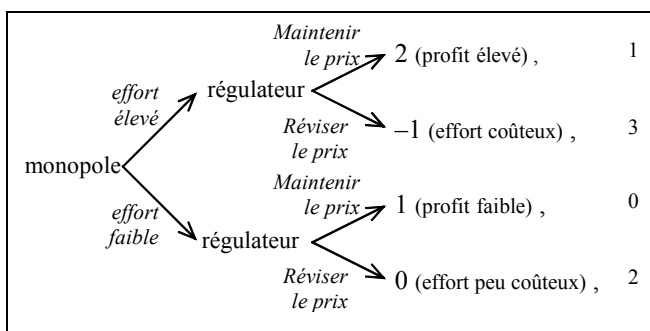 Maintenir
le prix
2 (profit élevé) , 1
effort
élevé
régulateur
Réviser
le prix
–1 (effort coûteux) , 3
monopole
Maintenir
le prix
1 (profit faible) , 0
effort
faible
régulateur
Réviser
le prix
0 (effort peu coûteux) , 2